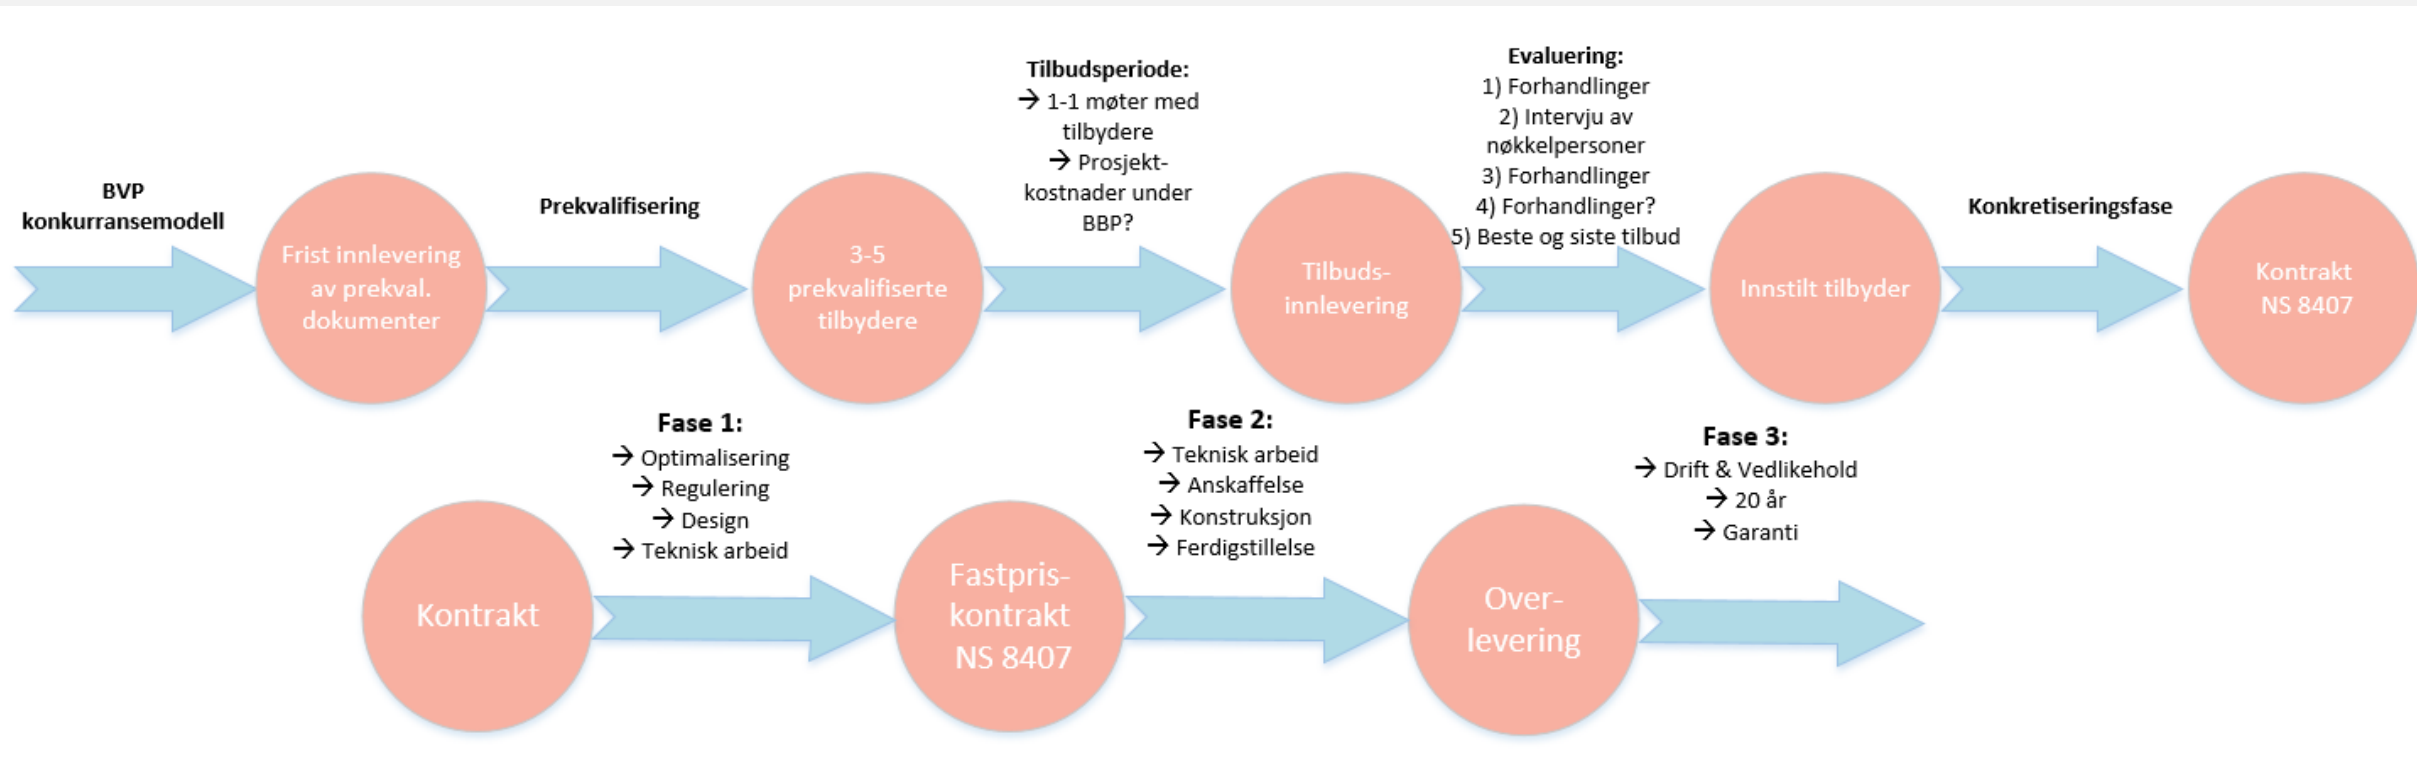 BVP
konkurransemodell
Frist innlevering
av prekval.
dokumenter
Prekvalifisering
3-5
prekvalifiserte
tilbydere
Tilbudsperiode:
→ 1-1 møter med
tilbydere
→ Prosjekt-
kostnader under
BBP?
Tilbuds-
innlevering
Evaluering:
1) Forhandlinger
2) Intervju av
nøkkelpersoner
3) Forhandlinger
4) Forhandlinger?
5) Beste og siste tilbud
Innstilt tilbyder
Konkretiseringsfase
Kontrakt
NS 8407
Kontrakt
Fase 1:
→ Optimalisering
→ Regulering
→ Design
→ Teknisk arbeid
Fastpris-
kontrakt
NS 8407
Fase 2:
→ Teknisk arbeid
→ Anskaffelse
→ Konstruksjon
→ Ferdigstillelse
Over-
levering
Fase 3:
→ Drift & Vedlikehold
→ 20 år
→ Garanti